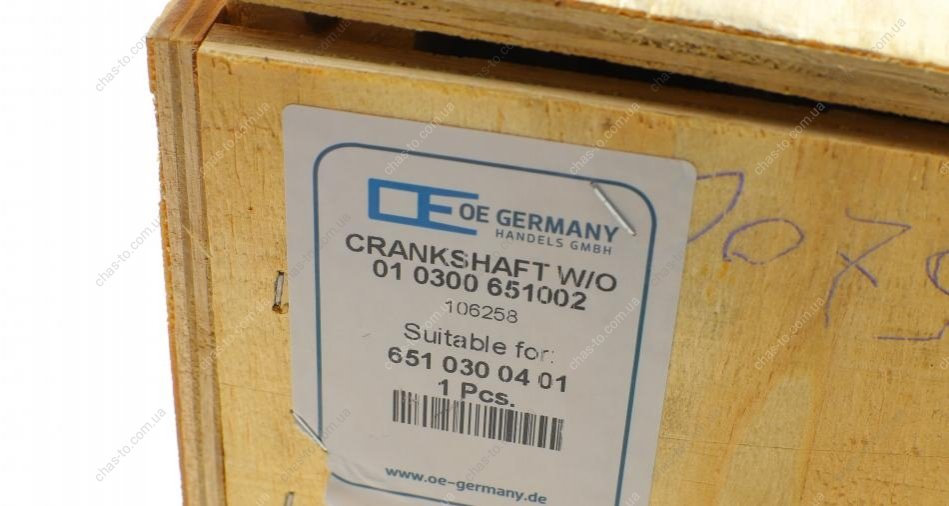 OE GERMANY
HANDELS GMBH
CRANKSHAFT W/O
01 0300 651002
106258
Suitable for:
651 030 04 01
1 Pcs.
www.oe-germany.de
chas-to.com.ua